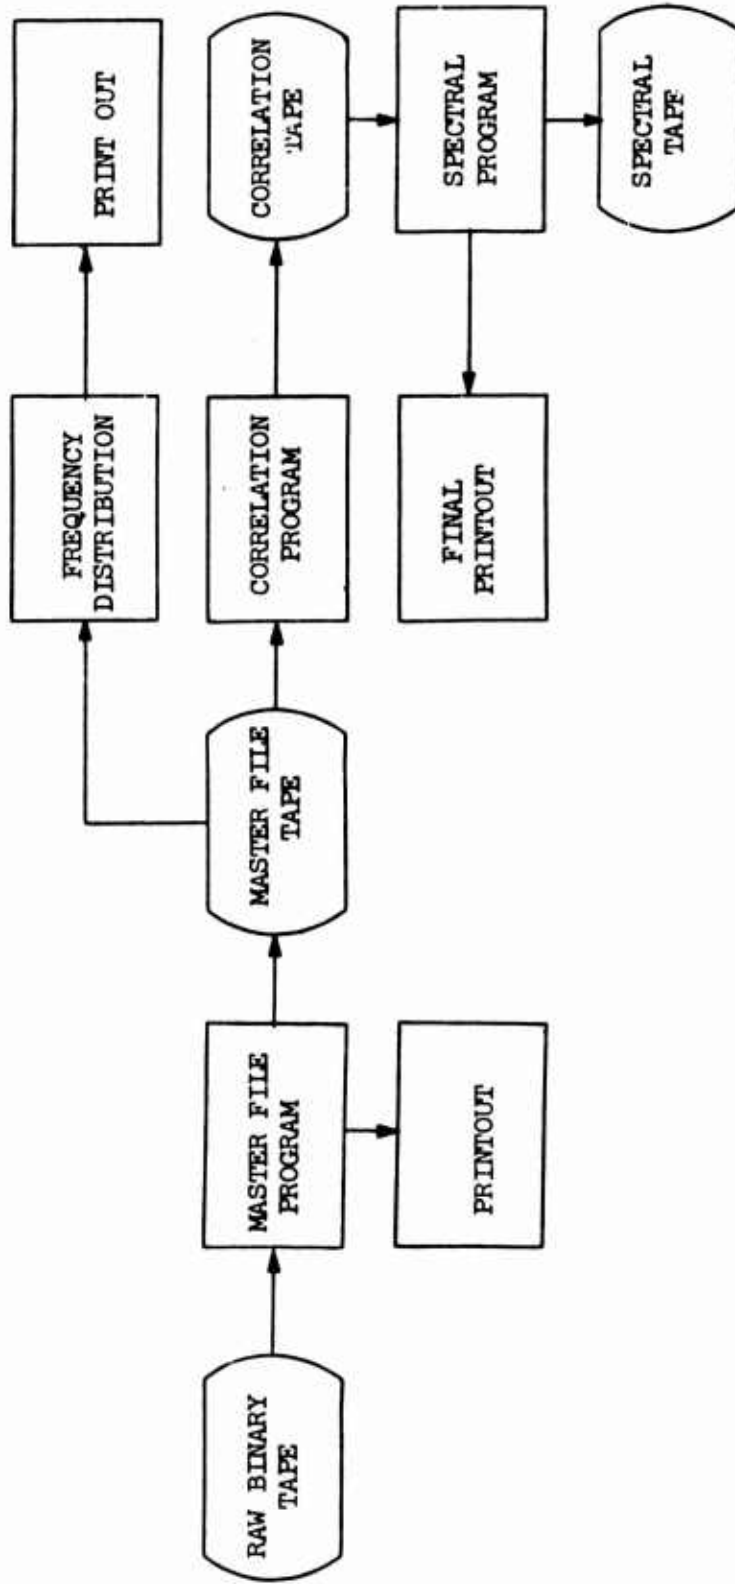 RAW BINARY
TAPE
MASTER FILE
PROGRAM
PRINTOUT
MASTER FILE
TAPE
FREQUENCY
DISTRIBUTION
PRINT OUT
CORRELATION
PROGRAM
CORRELATION
TAPE
SPECTRAL
PROGRAM
FINAL
PRINTOUT
SPECTRAL
TAPE